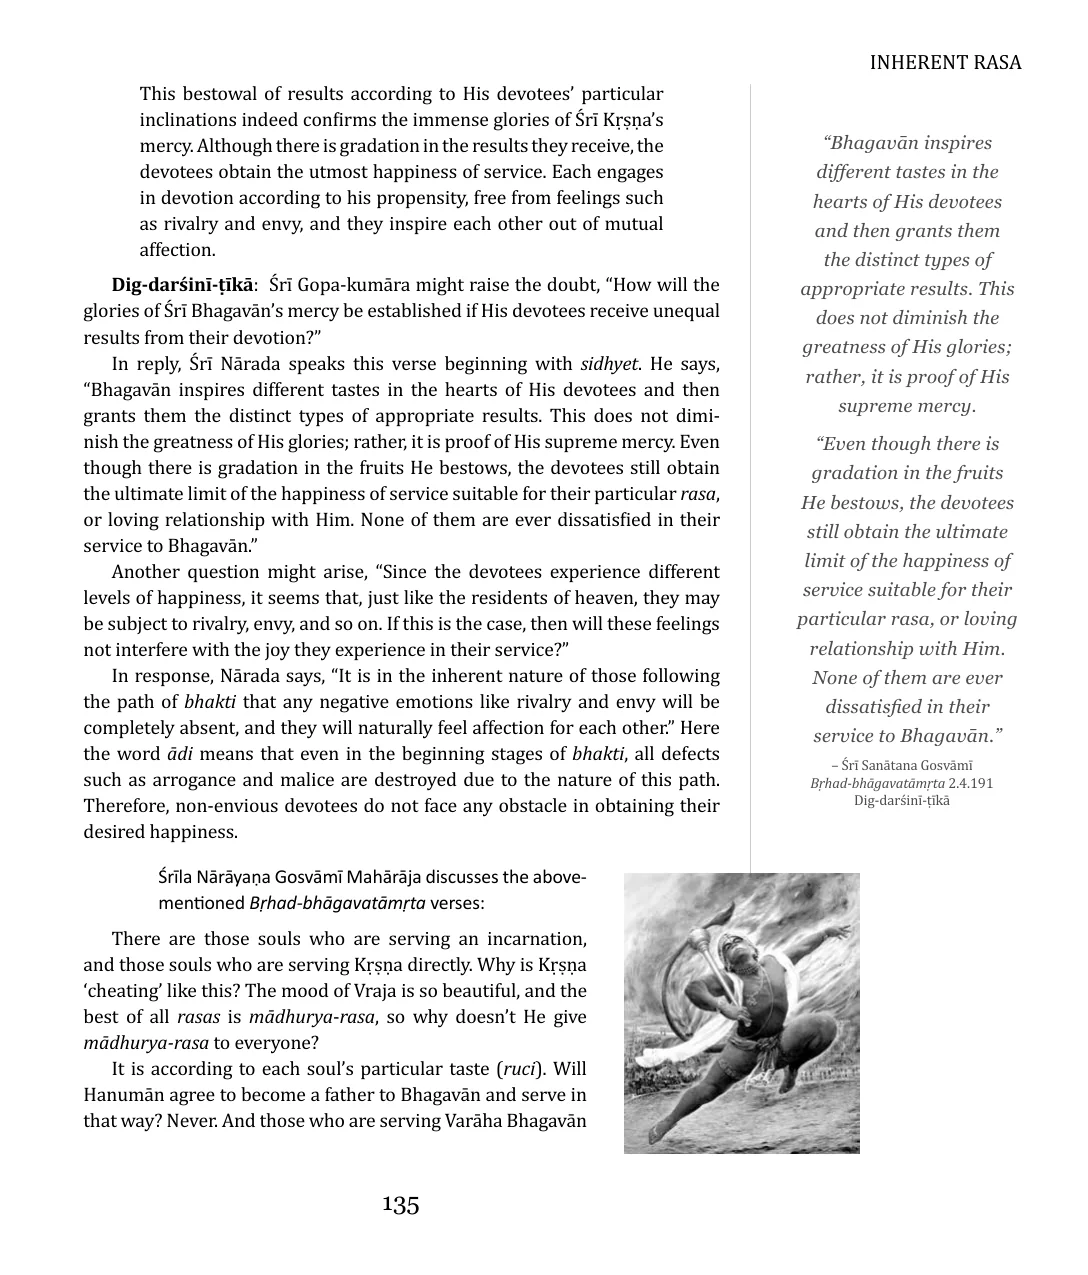 INHERENT RASA
This bestowal of results according to His devotees’ particular
inclinations indeed confirms the immense glories of Śrī Kṛṣṇa’s
mercy. Although there is gradation in the results they receive, the
devotees obtain the utmost happiness of service. Each engages
in devotion according to his propensity, free from feelings such
as rivalry and envy, and they inspire each other out of mutual
affection.
Dig-darśinī-ṭīkā: Śrī Gopa-kumāra might raise the doubt, “How will the
glories of Śrī Bhagavān’s mercy be established if His devotees receive unequal
results from their devotion?”
In reply, Śrī Nārada speaks this verse beginning with sidhyet. He says,
“Bhagavān inspires different tastes in the hearts of His devotees and then
grants them the distinct types of appropriate results. This does not dimi-
nish the greatness of His glories; rather, it is proof of His supreme mercy. Even
though there is gradation in the fruits He bestows, the devotees still obtain
the ultimate limit of the happiness of service suitable for their particular rasa,
or loving relationship with Him. None of them are ever dissatisfied in their
service to Bhagavān.”
Another question might arise, “Since the devotees experience different
levels of happiness, it seems that, just like the residents of heaven, they may
be subject to rivalry, envy, and so on. If this is the case, then will these feelings
not interfere with the joy they experience in their service?”
In response, Nārada says, “It is in the inherent nature of those following
the path of bhakti that any negative emotions like rivalry and envy will be
completely absent, and they will naturally feel affection for each other.” Here
the word ādi means that even in the beginning stages of bhakti, all defects
such as arrogance and malice are destroyed due to the nature of this path.
Therefore, non-envious devotees do not face any obstacle in obtaining their
desired happiness.
Śrīla Nārāyaṇa Gosvāmī Mahārāja discusses the above-
mentioned Bṛhad-bhāgavatāmṛta verses:
There are those souls who are serving an incarnation,
and those souls who are serving Kṛṣṇa directly. Why is Kṛṣṇa
‘cheating’ like this? The mood of Vraja is so beautiful, and the
best of all rasas is mādhurya-rasa, so why doesn’t He give
mādhurya-rasa to everyone?
It is according to each soul’s particular taste (ruci). Will
Hanumān agree to become a father to Bhagavān and serve in
that way? Never. And those who are serving Varāha Bhagavān
“Bhagavān inspires
different tastes in the
hearts of His devotees
and then grants them
the distinct types of
appropriate results. This
does not diminish the
greatness of His glories;
rather, it is proof of His
supreme mercy.
“Even though there is
gradation in the fruits
He bestows, the devotees
still obtain the ultimate
limit of the happiness of
service suitable for their
particular rasa, or loving
relationship with Him.
None of them are ever
dissatisfied in their
service to Bhagavān.”
– Śrī Sanātana Gosvāmī
Bṛhad-bhāgavatāmṛta 2.4.191
Dig-darśinī-ṭīkā
135